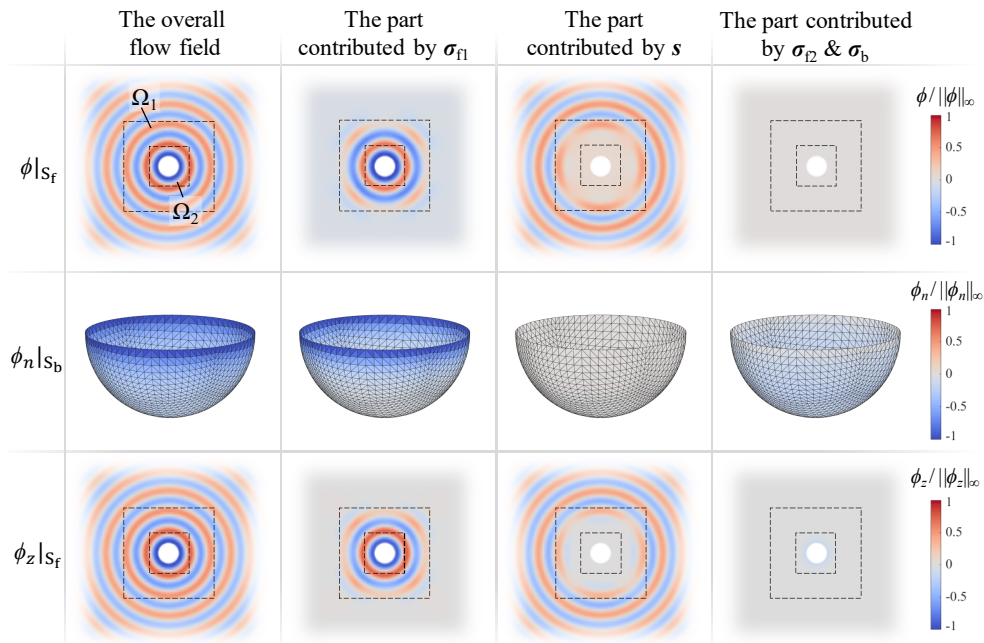 The overall
flow field
The part
contributed by σf1
The part
contributed by s
The part contributed
by σf2 & σb
ϕ|Sf
Ω1
Ω2
ϕ/||ϕ||∞
1
0.5
0
-0.5
-1
ϕn|Sb
ϕn/||ϕn||∞
1
0.5
0
-0.5
-1
ϕz|Sf
ϕz/||ϕz||∞
1
0.5
0
-0.5
-1